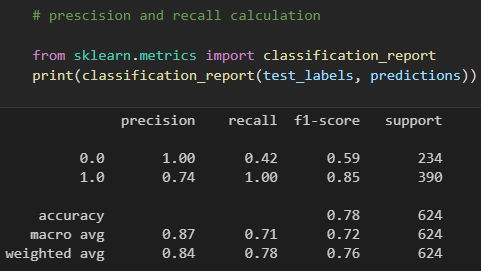 # prescision and recall calculation
from sklearn.metrics import classification_report
print(classification_report(test_labels, predictions))
precision recall f1-score support
0.0 1.00 0.42 0.59 234
1.0 0.74 1.00 0.85 390
accuracy 0.78 624
macro avg 0.87 0.71 0.72 624
weighted avg 0.84 0.78 0.76 624